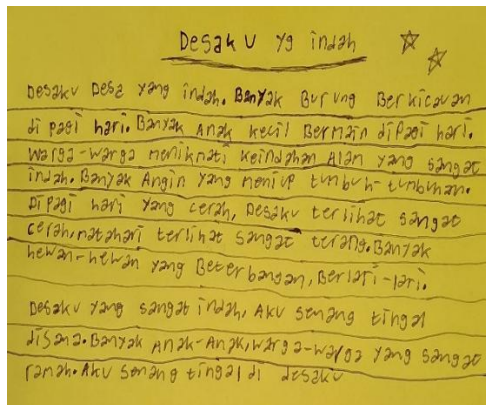 Desaku yg indah
Desaku Desa yang indah. Banyak Burung Berkicauan
di pagi hari. Banyak Anak kecil Bermain dipagi hari.
Warga-warga menikmati keindahan Alam yang sangat
indah. Banyak Angin yang meniup tumbuh-tumbuhan.
Di pagi hari yang cerah, Desaku terlihat sangat
cerah. matahari terlihat sangat terang. Banyak
hewan-hewan yang Beterbangan, Berlari-lari.
Desaku yang sangat indah, Aku senang tingal
disana. Banyak Anak-Anak, warga-warga yang sangat
ramah. Aku senang tingal di desaku